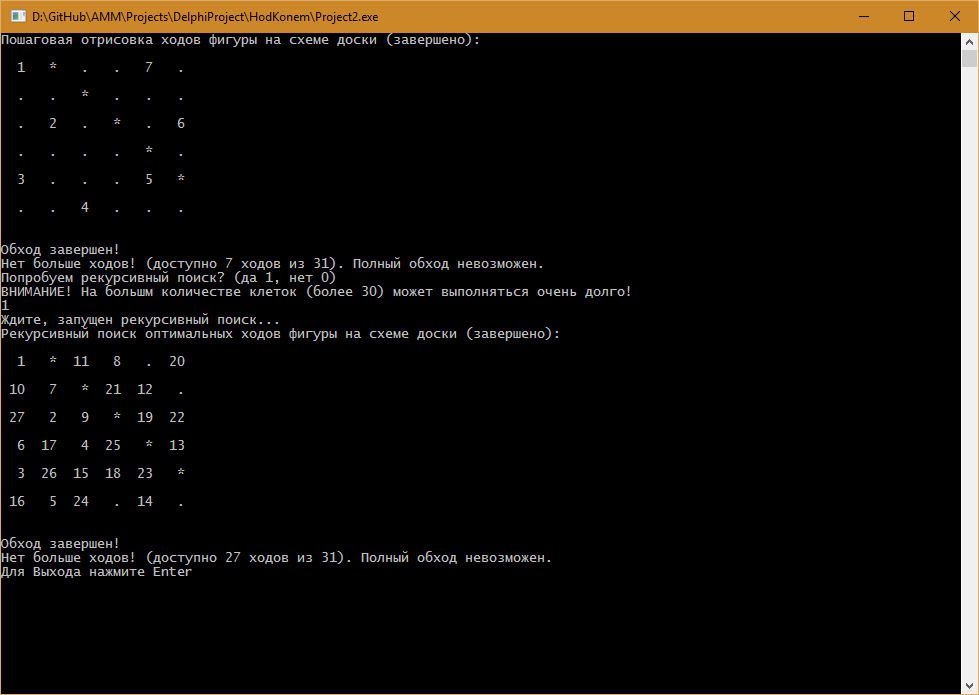 D:\GitHub\AMM\Projects\DelphiProject\HodKonem\Project2.exe
Пошаговая отрисовка ходов фигуры на схеме доски (завершено):
1 * . . 7 .
. . * . . .
. 2 . * . 6
. . . . * .
3 . . . 5 *
. . 4 . . .
Обход завершен!
Нет больше ходов! (доступно 7 ходов из 31). Полный обход невозможен.
Попробуем рекурсивный поиск? (да 1, нет 0)
ВНИМАНИЕ! На большм количестве клеток (более 30) может выполняться очень долго!
1
Ждите, запущен рекурсивный поиск...
Рекурсивный поиск оптимальных ходов фигуры на схеме доски (завершено):
1 * 11 8 . 20
10 7 * 21 12 .
27 2 9 * 19 22
6 17 4 25 * 13
3 26 15 18 23 *
16 5 24 . 14 .
Обход завершен!
Нет больше ходов! (доступно 27 ходов из 31). Полный обход невозможен.
Для Выхода нажмите Enter